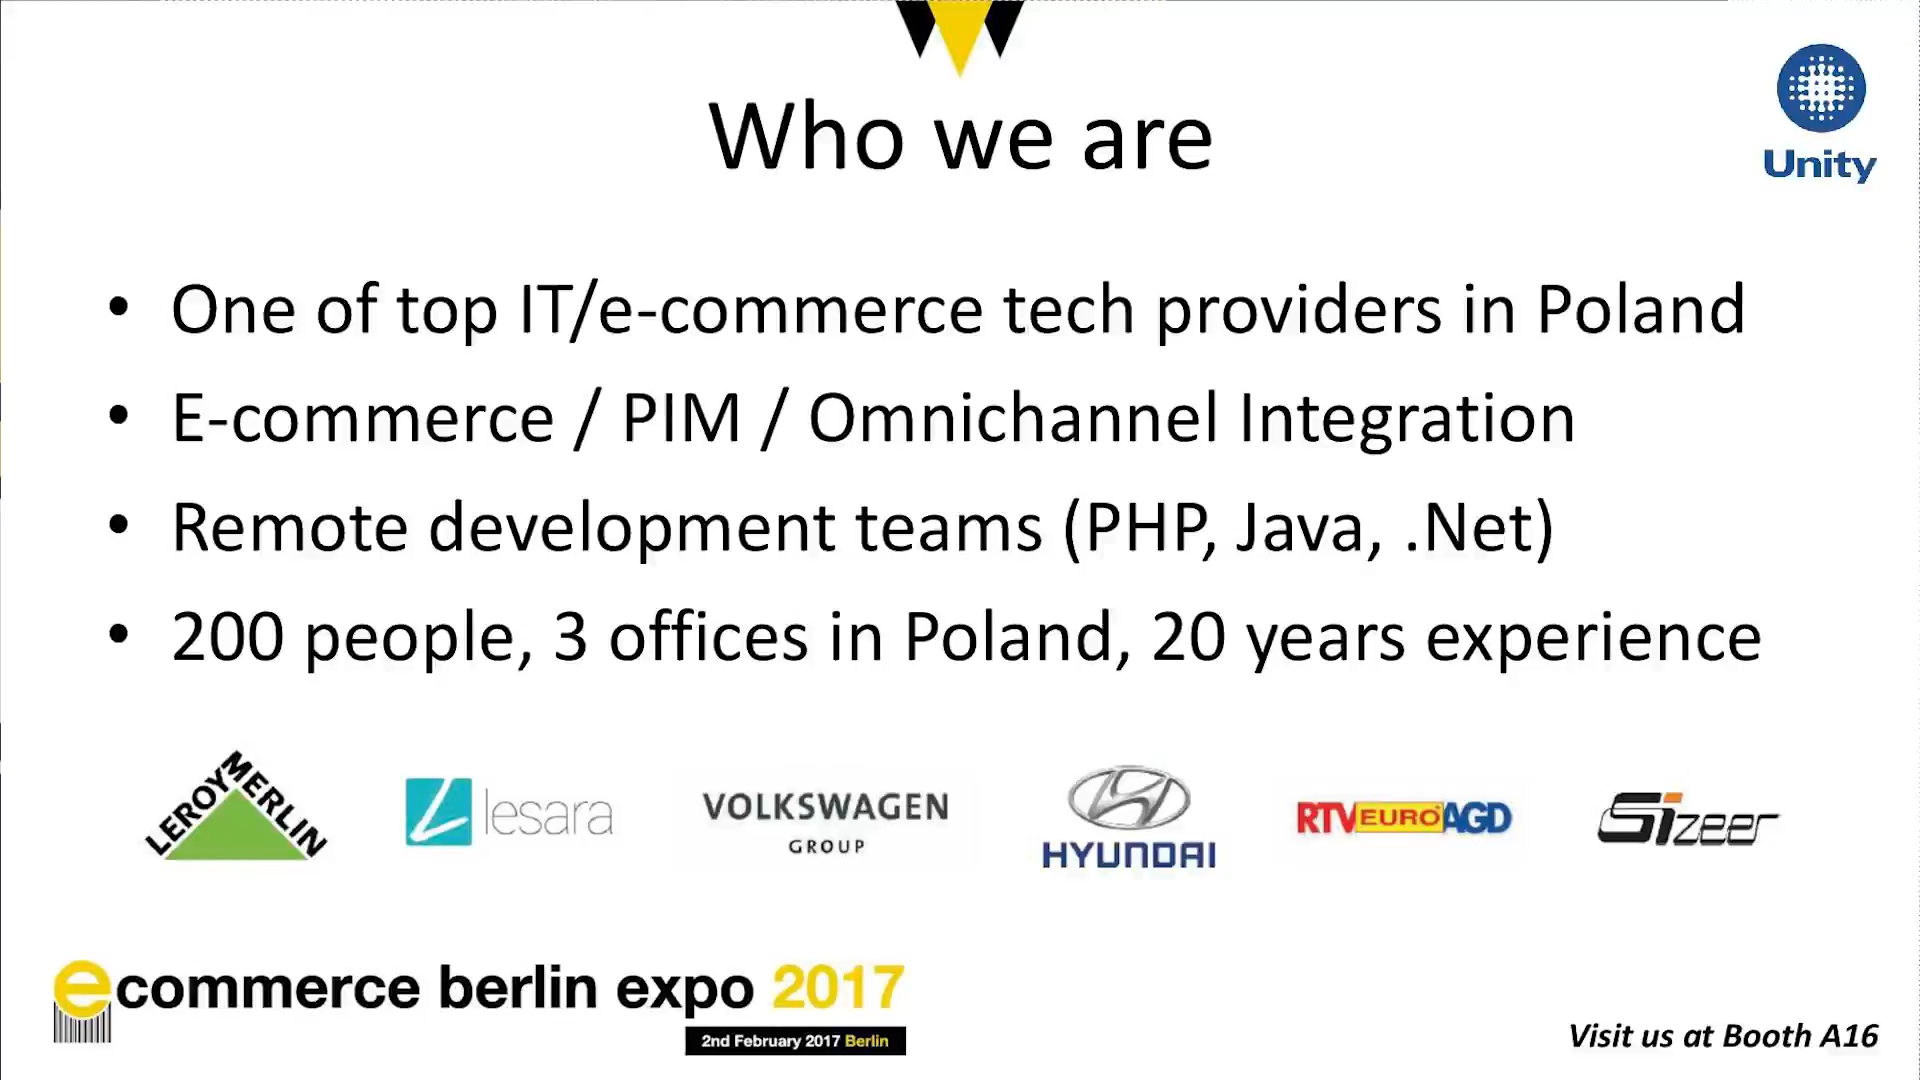 Who we are
Unity
• One of top IT/e-commerce tech providers in Poland
• E-commerce / PIM / Omnichannel Integration
• Remote development teams (PHP, Java, .Net)
• 200 people, 3 offices in Poland, 20 years experience
LEROY MERLIN
lesara
VOLKSWAGEN
GROUP
HYUNDAI
RTV EURO AGD
Sizeer
ecommerce berlin expo 2017
2nd February 2017 Berlin
Visit us at Booth A16